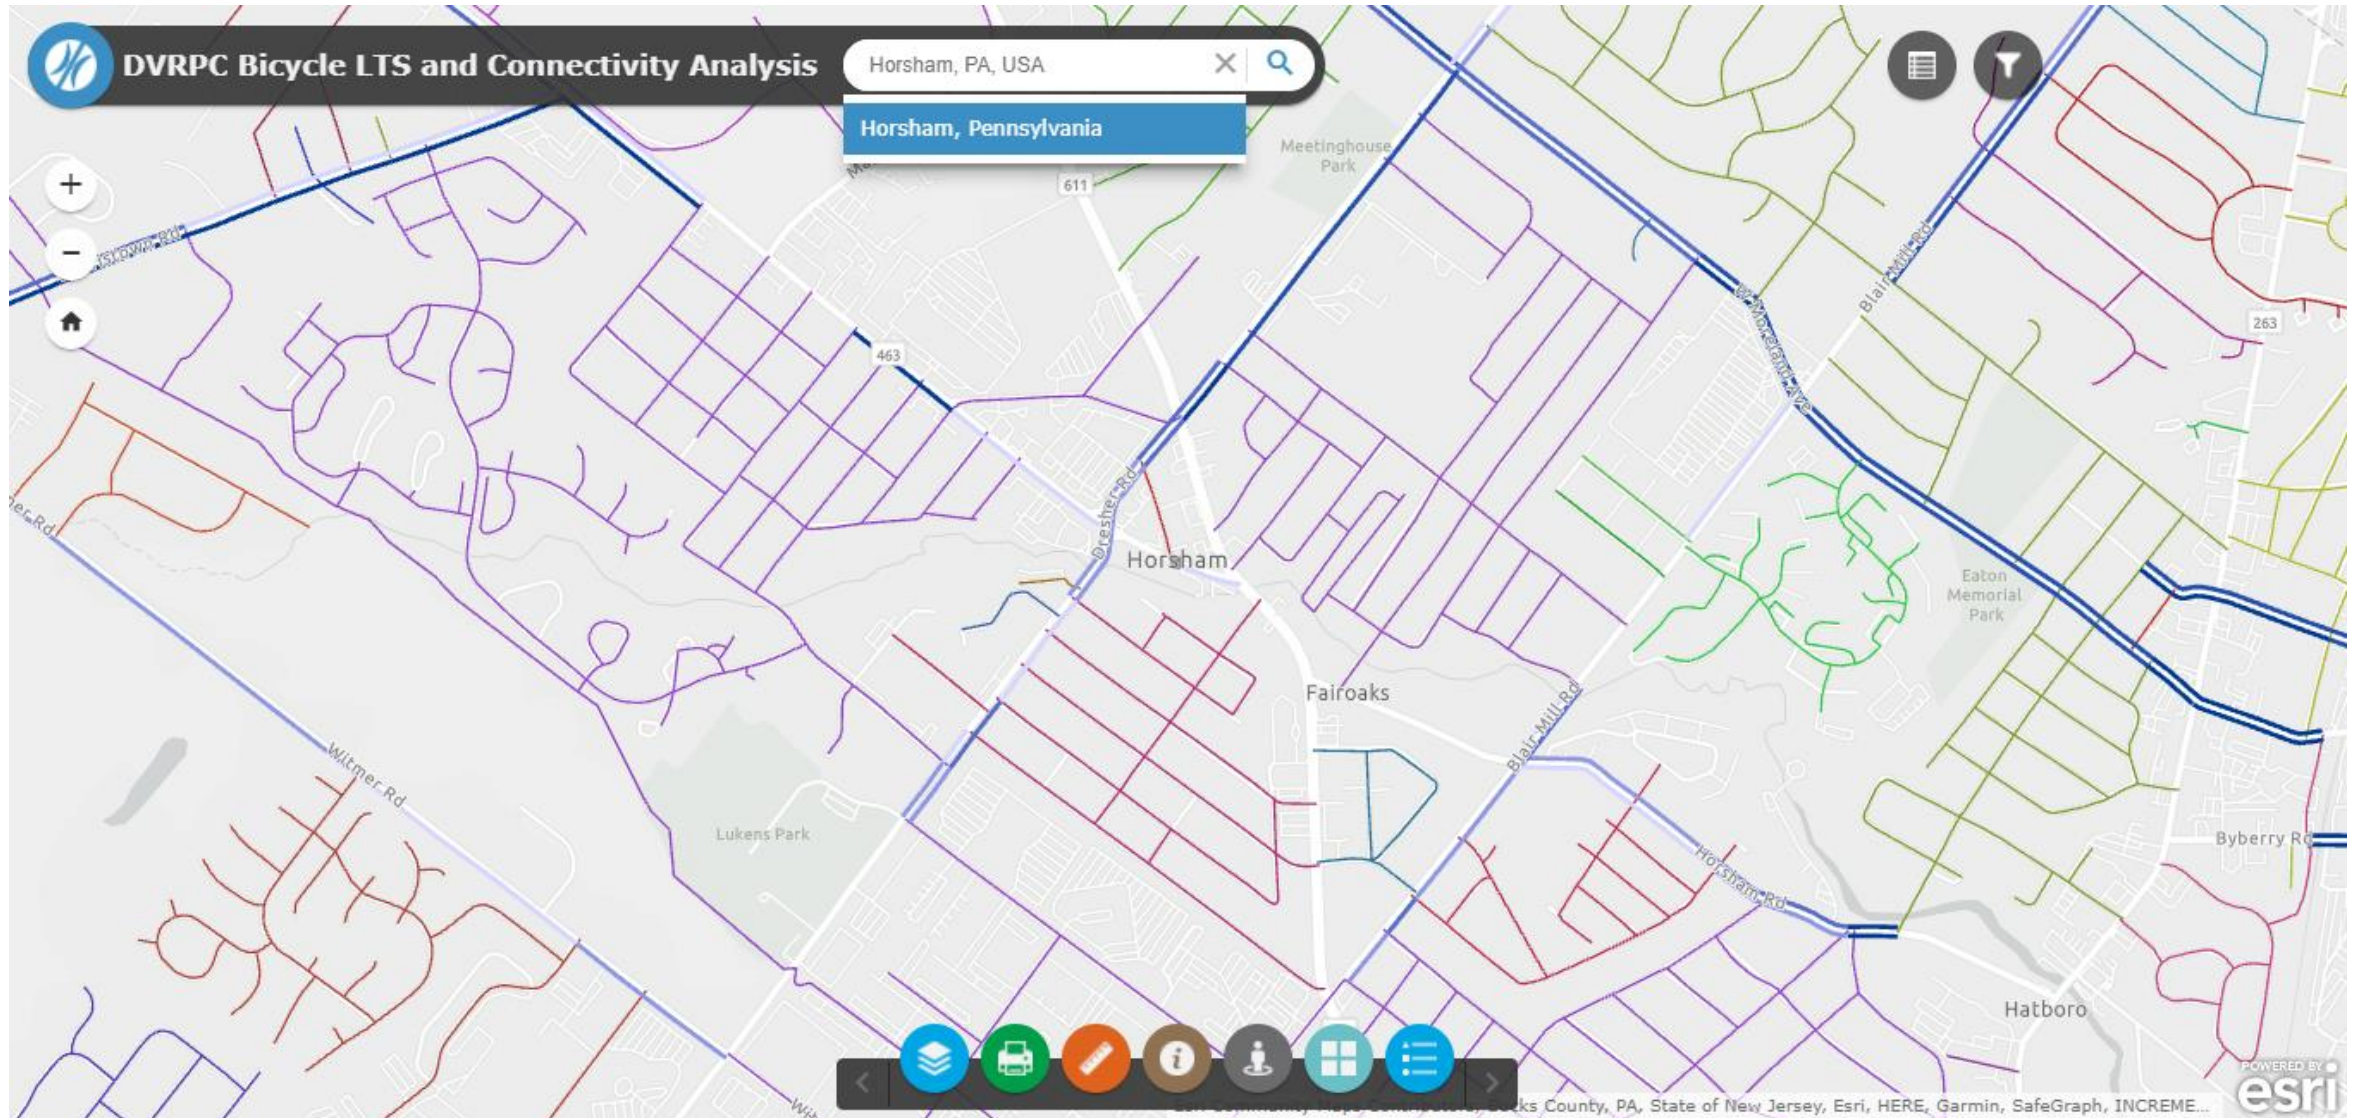 DVRPC Bicycle LTS and Connectivity Analysis
Horsham, PA, USA
Horsham, Pennsylvania
Meetinghouse
Park
611
463
263
W Moreland Ave
Blair Mill Rd
Dresher Rd
Horsham
Eaton
Memorial
Park
Fairoaks
Blair Mill Rd
Witmer Rd
Lukens Park
Horsham Rd
Byberry Rd
Hatboro
POWERED BY
esri
County, PA, State of New Jersey, Esri, HERE, Garmin, SafeGraph, INCREME...